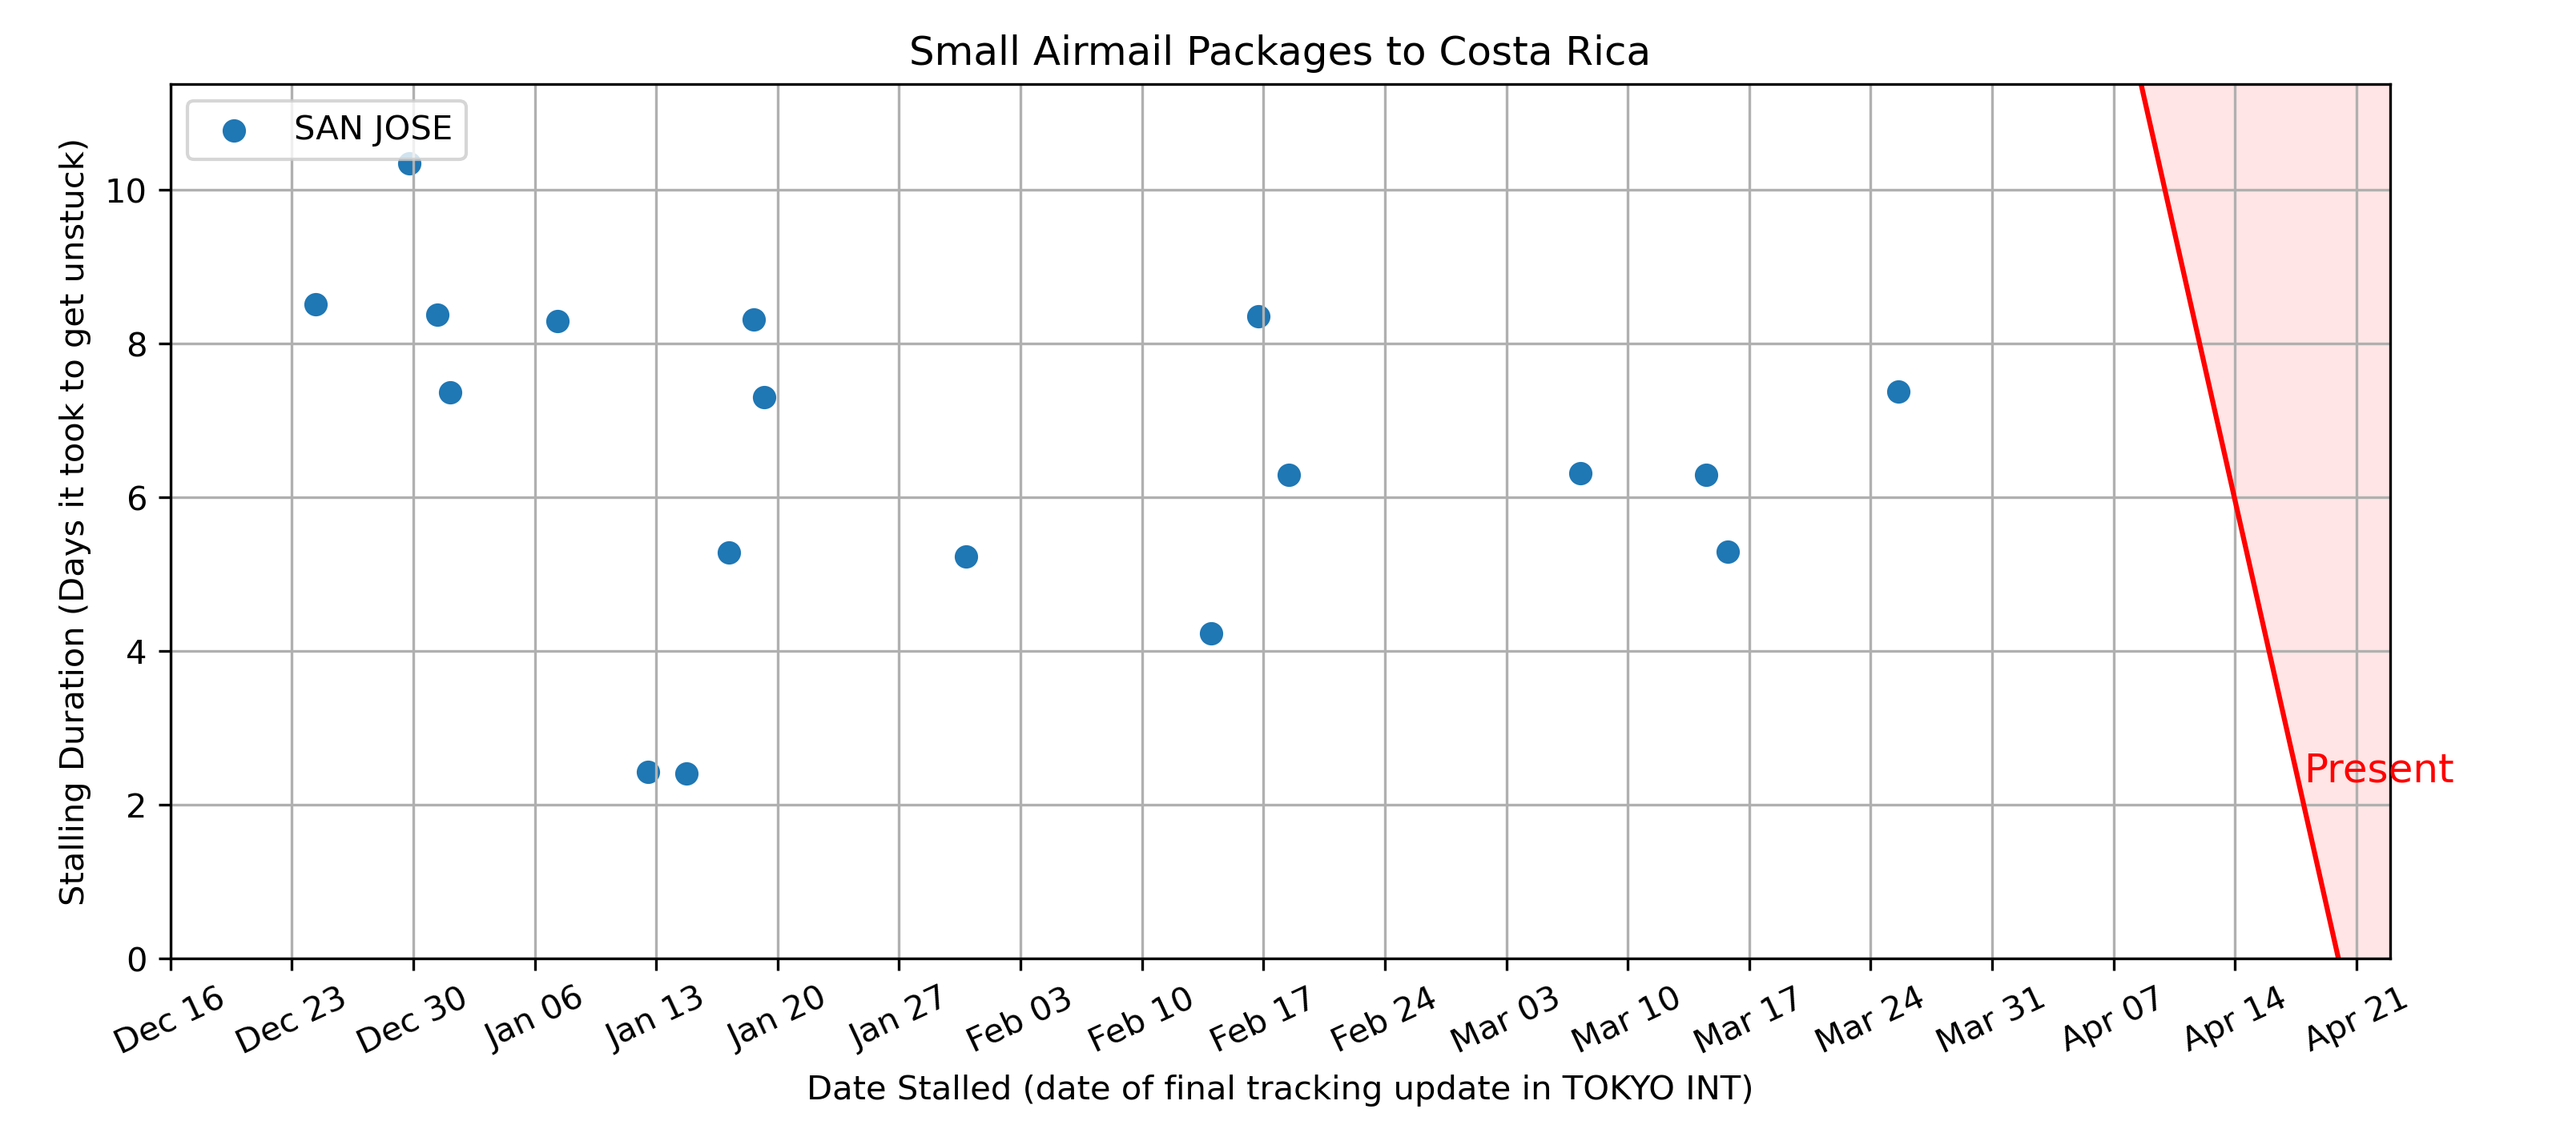 Small Airmail Packages to Costa Rica
SAN JOSE
Stalling Duration (Days it took to get unstuck)
10
8
6
4
2
0
Present
Dec 16
Dec 23
Dec 30
Jan 06
Jan 13
Jan 20
Jan 27
Feb 03
Feb 10
Feb 17
Feb 24
Mar 03
Mar 10
Mar 17
Mar 24
Mar 31
Apr 07
Apr 14
Apr 21
Date Stalled (date of final tracking update in TOKYO INT)